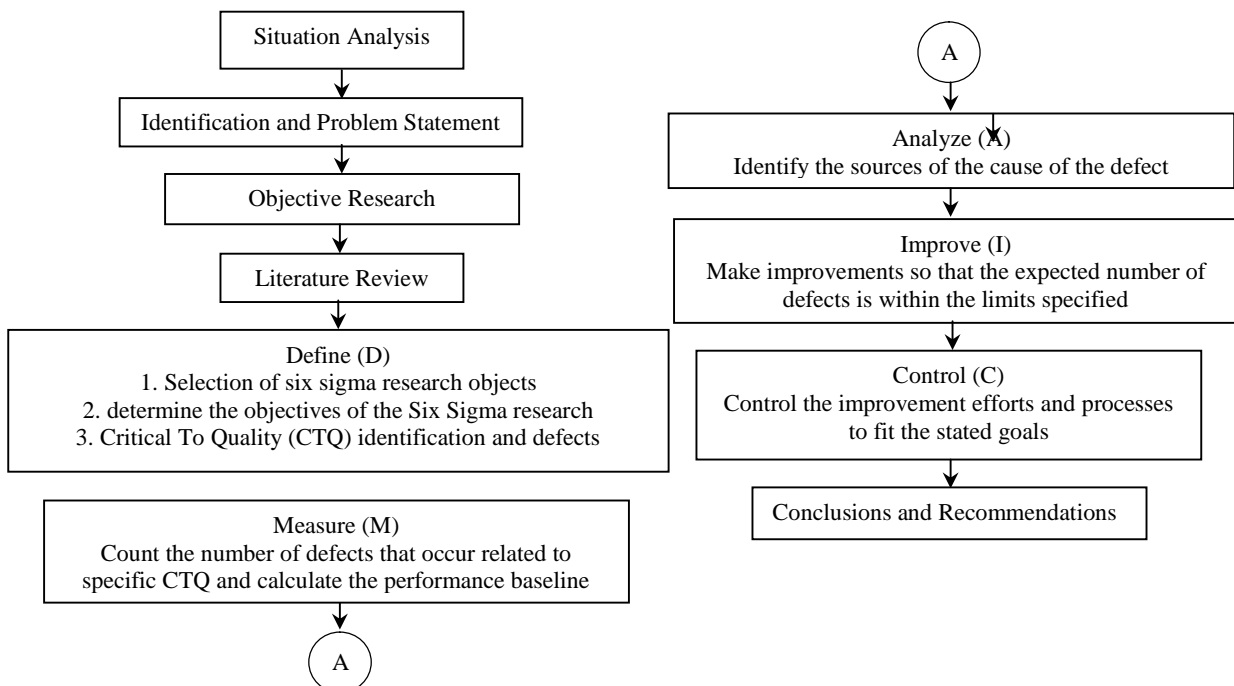 Situation Analysis
Identification and Problem Statement
Objective Research
Literature Review
Define (D)
1. Selection of six sigma research objects
2. determine the objectives of the Six Sigma research
3. Critical To Quality (CTQ) identification and defects
Measure (M)
Count the number of defects that occur related to
specific CTQ and calculate the performance baseline
A
A
Analyze (A)
Identify the sources of the cause of the defect
Improve (I)
Make improvements so that the expected number of
defects is within the limits specified
Control (C)
Control the improvement efforts and processes
to fit the stated goals
Conclusions and Recommendations